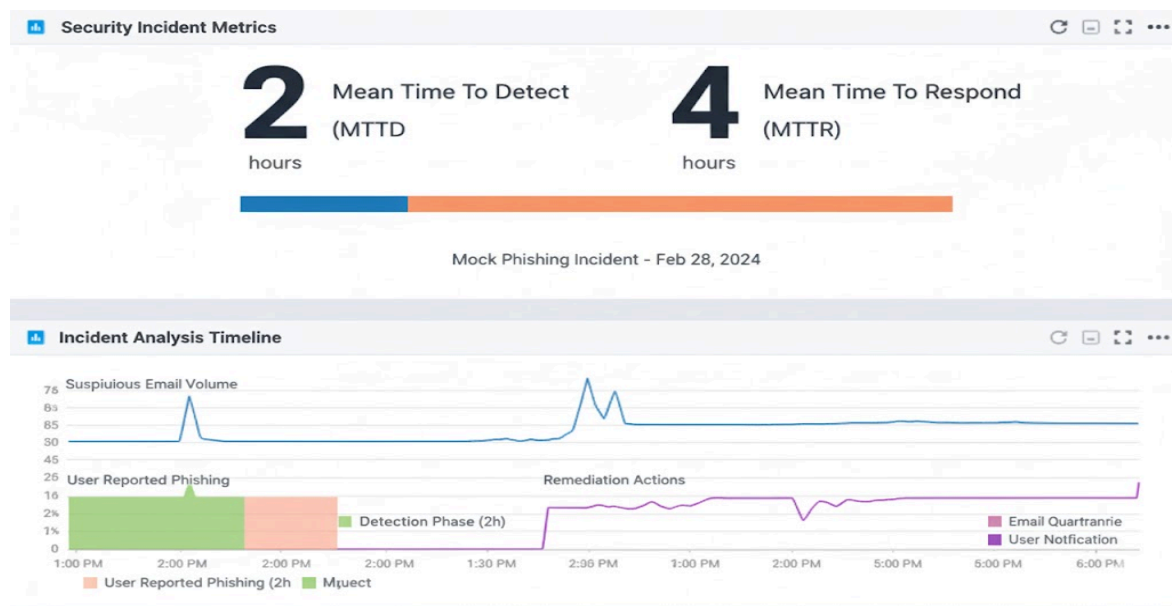 Security Incident Metrics
2 hours
Mean Time To Detect
(MTTD
4 hours
Mean Time To Respond
(MTTR)
Mock Phishing Incident - Feb 28, 2024
Incident Analysis Timeline
Suspiuious Email Volume
75
85
50
45
User Reported Phishing
Remediation Actions
26
16
2%
1%
0
Detection Phase (2h)
Email Quartranrie
User Notfication
1:00 PM 2:00 PM 2:00 PM 2:00 PM 1:30 PM 2:36 PM 1:00 PM 2:00 PM 5:00 PM 5:00 PM 6:00 PM
User Reported Phishing (2h